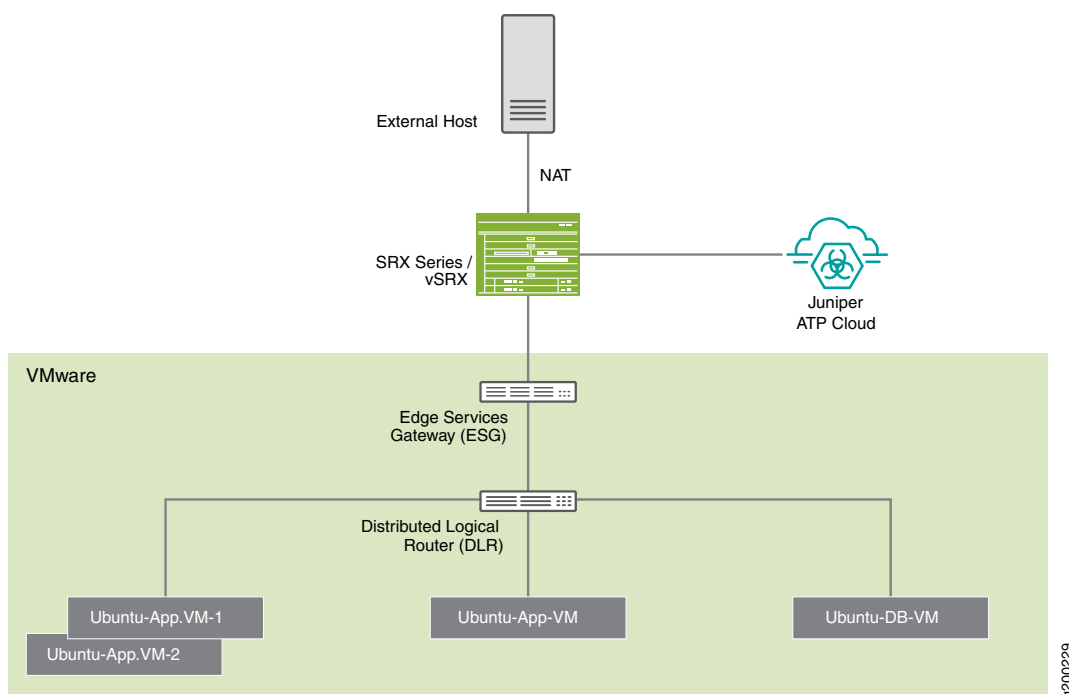 External Host
NAT
SRX Series /
vSRX
Juniper
ATP Cloud
VMware
Edge Services
Gateway (ESG)
Distributed Logical
Router (DLR)
Ubuntu-App.VM-1
Ubuntu-App.VM-2
Ubuntu-App-VM
Ubuntu-DB-VM